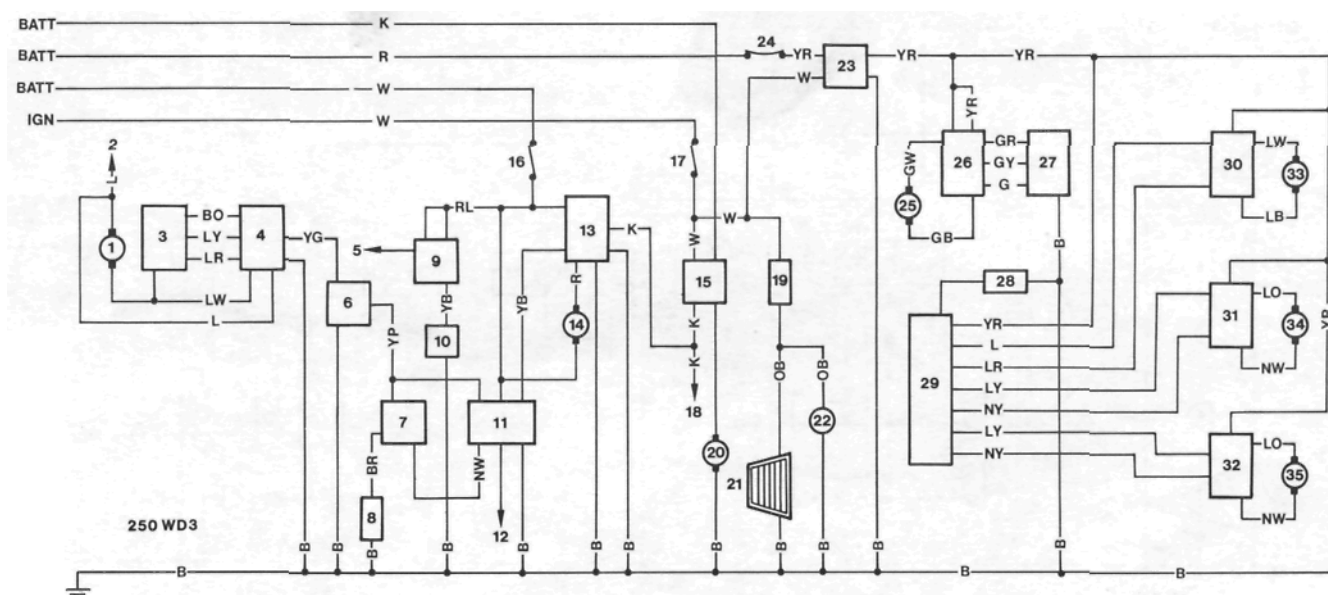 BATT K
BATT R 24 YR 23 YR YR
BATT W W
IGN W
2 16 17 YR
L GR LW
GW 26 GY 27 30 33
G
RL W 25
BO 13 K GB LB
1 3 LY 4 YG 5 9 W B
LR 15 19 28 LO
LW 6 YB YB R YR 31 34 YR
L 10 14 K L
YP K OB OB LR NW
29 LY
7 11 18 22 NY
BR NW 20 LY LO
21 NY 32 35
8 12 NW
250 WD3
B B B B B B B B B B B
B B B